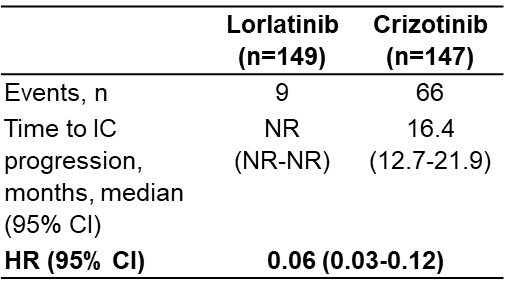 Lorlatinib Crizotinib
(n=149) (n=147)
Events, n 9 66
Time to IC NR 16.4
progression, (NR-NR) (12.7-21.9)
months, median
(95% CI)
HR (95% CI) 0.06 (0.03-0.12)